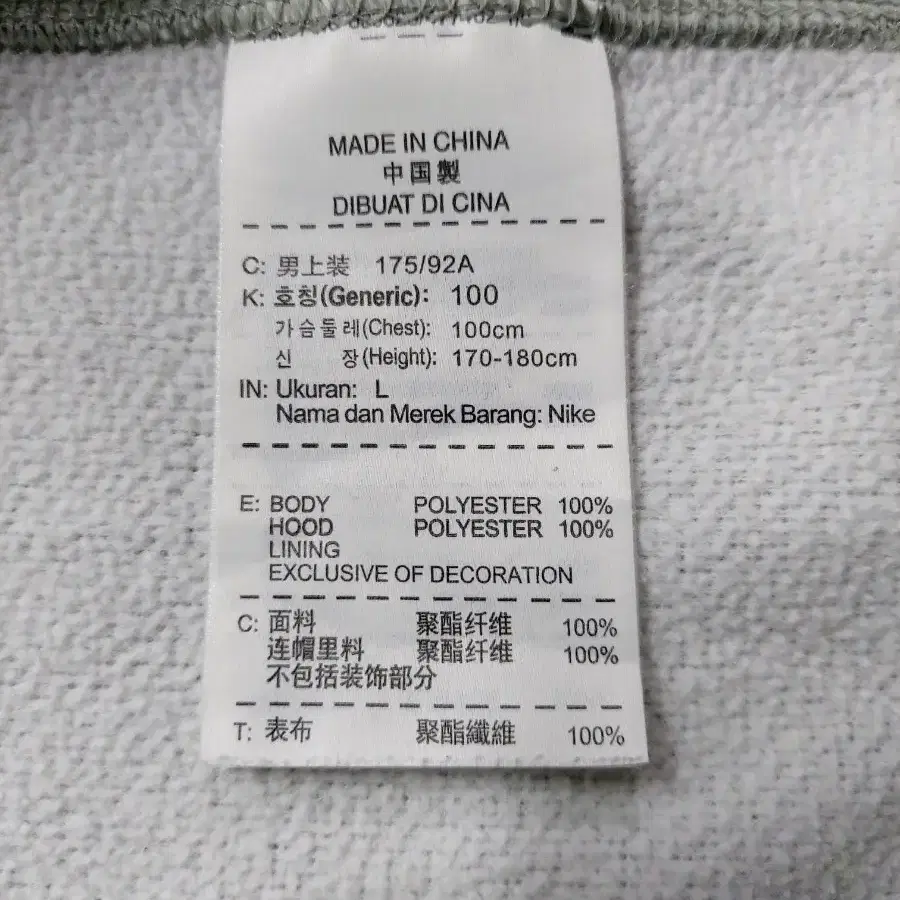 MADE IN CHINA
中国製
DIBUAT DI CINA
C: 男上装 175/92A
K: 호칭(Generic): 100
가슴둘레(Chest): 100cm
신 장(Height): 170-180cm
IN: Ukuran: L
Nama dan Merek Barang: Nike
E: BODY POLYESTER 100%
HOOD POLYESTER 100%
LINING
EXCLUSIVE OF DECORATION
C: 面料 聚酯纤维 100%
连帽里料 聚酯纤维 100%
不包括装饰部分
T: 表布 聚酯纖維 100%